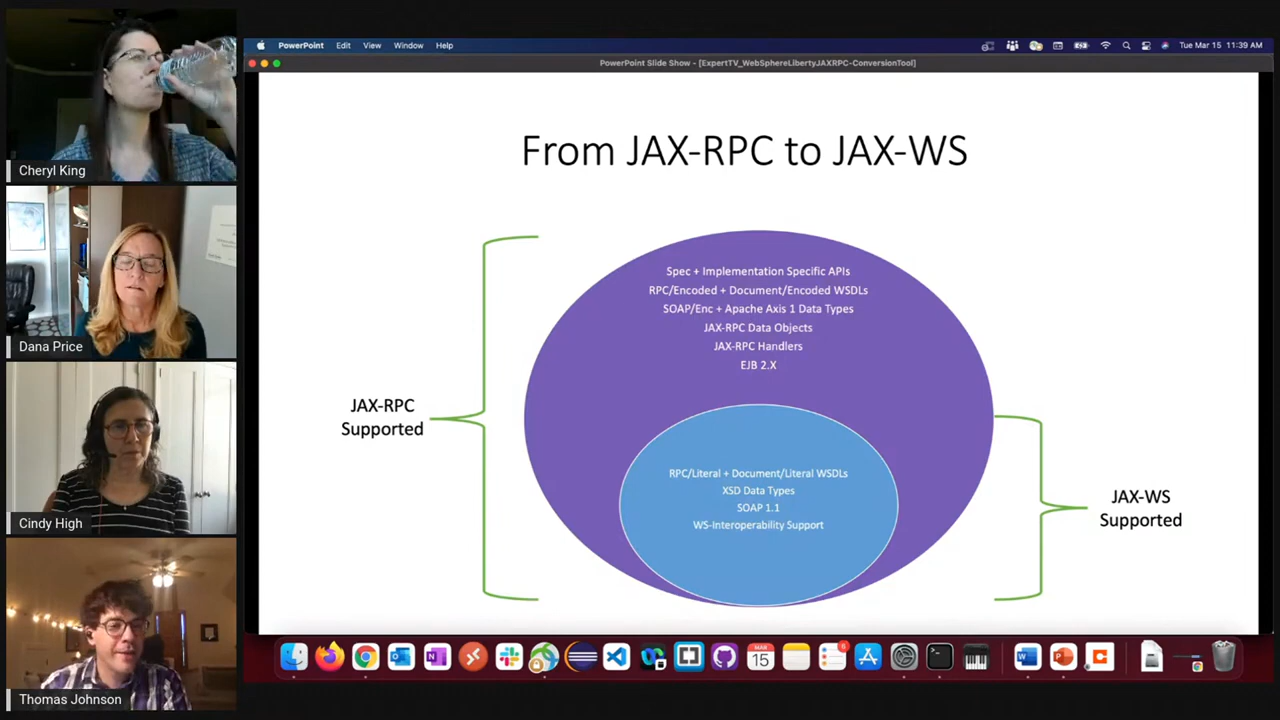 PowerPoint Edit View Window Help Tue Mar 15 11:39 AM
PowerPoint Slide Show - [ExpertTV_WebSphereLibertyJAXRPC-ConversionTool]
Cheryl King
Dana Price
Cindy High
Thomas Johnson
From JAX-RPC to JAX-WS
Spec + Implementation Specific APIs
RPC/Encoded + Document/Encoded WSDLs
SOAP/Enc + Apache Axis 1 Data Types
JAX-RPC Data Objects
JAX-RPC Handlers
EJB 2.X
JAX-RPC
Supported
RPC/Literal + Document/Literal WSDLs
XSD Data Types
SOAP 1.1
WS-Interoperability Support
JAX-WS
Supported
MAR
15